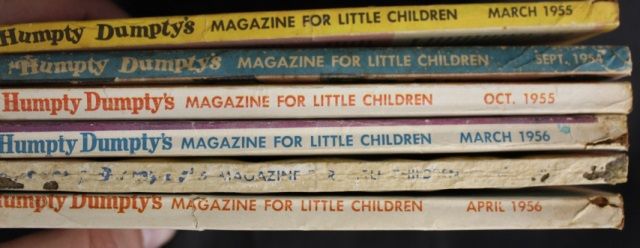 Humpty Dumpty's MAGAZINE FOR LITTLE CHILDREN MARCH 1955
Humpty Dumpty's MAGAZINE FOR LITTLE CHILDREN SEPT. 1954
Humpty Dumpty's MAGAZINE FOR LITTLE CHILDREN OCT. 1955
Humpty Dumpty's MAGAZINE FOR LITTLE CHILDREN MARCH 1956
MAGAZINE CHILDREN
Humpty Dumpty's MAGAZINE FOR LITTLE CHILDREN APRIL 1956